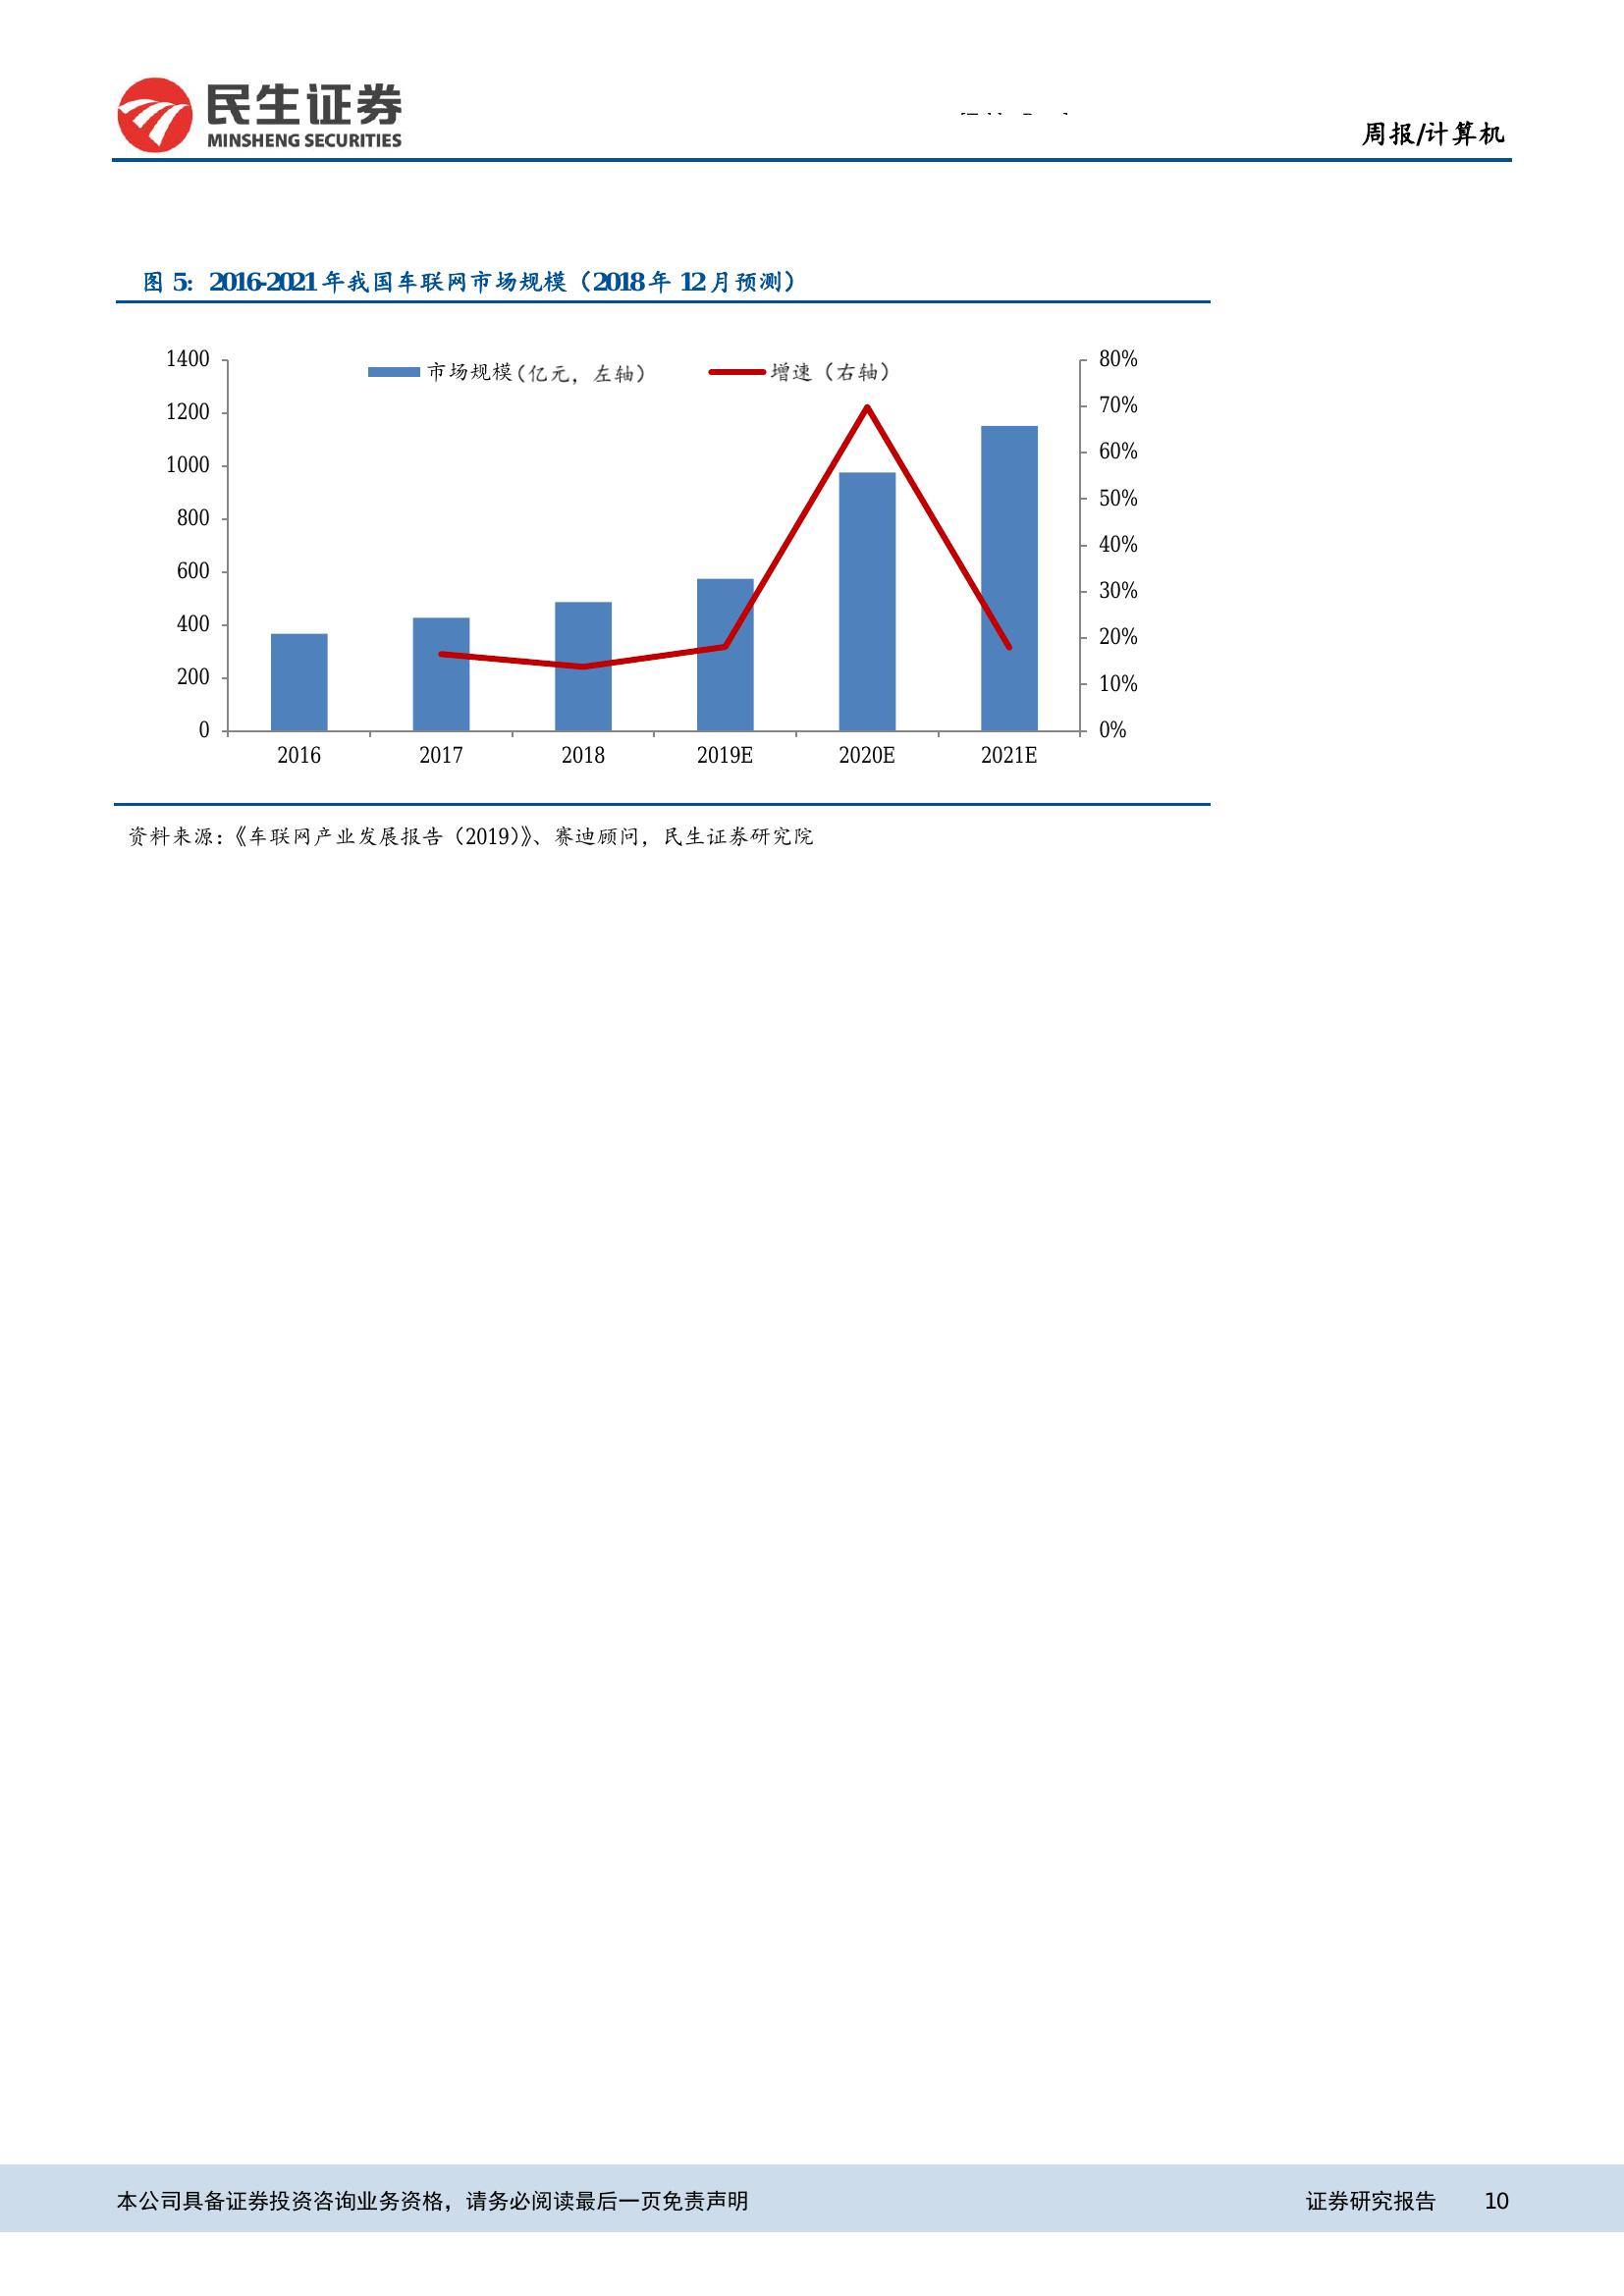 民生证券
MINSHENG SECURITIES
周报/计算机
图 5：2016-2021 年我国车联网市场规模（2018 年 12 月预测）
市场规模(亿元，左轴) 增速（右轴）
1400 80%
1200 70%
1000 60%
800 50%
600 40%
400 30%
200 20%
0 10%
0%
2016 2017 2018 2019E 2020E 2021E
资料来源：《车联网产业发展报告（2019）》、赛迪顾问，民生证券研究院
本公司具备证券投资咨询业务资格，请务必阅读最后一页免责声明 证券研究报告 10